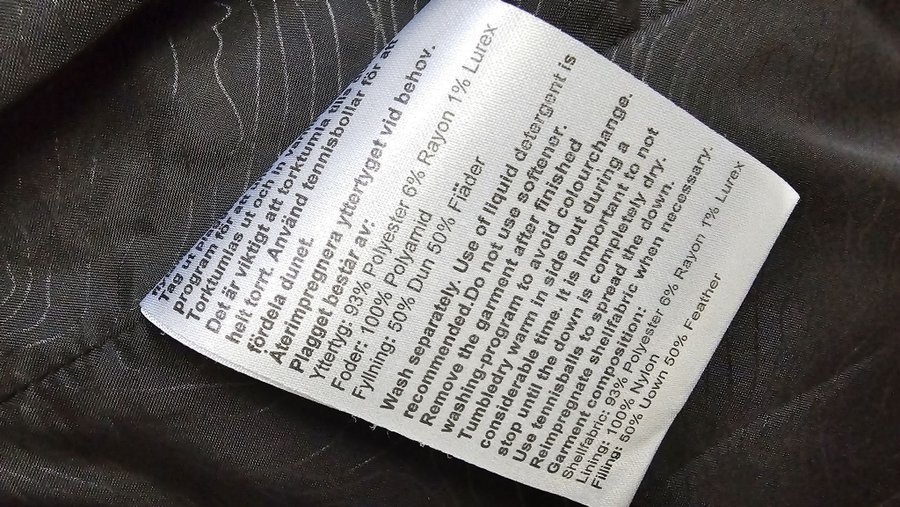 Tag ut
program för att
Torktumlas ut och in
Det är viktigt att torktumla tills
helt torrt. Använd tennisbollar för att
fördela dunet.
Återimpregnera yttertyget vid behov.
Plagget består av:
Yttertyg: 93% Polyester 6% Rayon 1% Lurex
Foder: 100% Polyamid
Fyllning: 50% Dun 50% Fläder
Wash separately. Use of liquid detergent is
recommended.Do not use softener.
Remove the garment after finished
washing-program to avoid colourchange.
Tumbledry warm in side out during a
considerable time. It is important to not
stop until the down is completely dry.
Use tennisballs to spread the down.
Reimpregnate shellfabric when necessary.
Garment composition:
Shellfabric: 93% Polyester 6% Rayon 1% Lurex
Lining: 100% Nylon
Filling: 50% Down 50% Feather